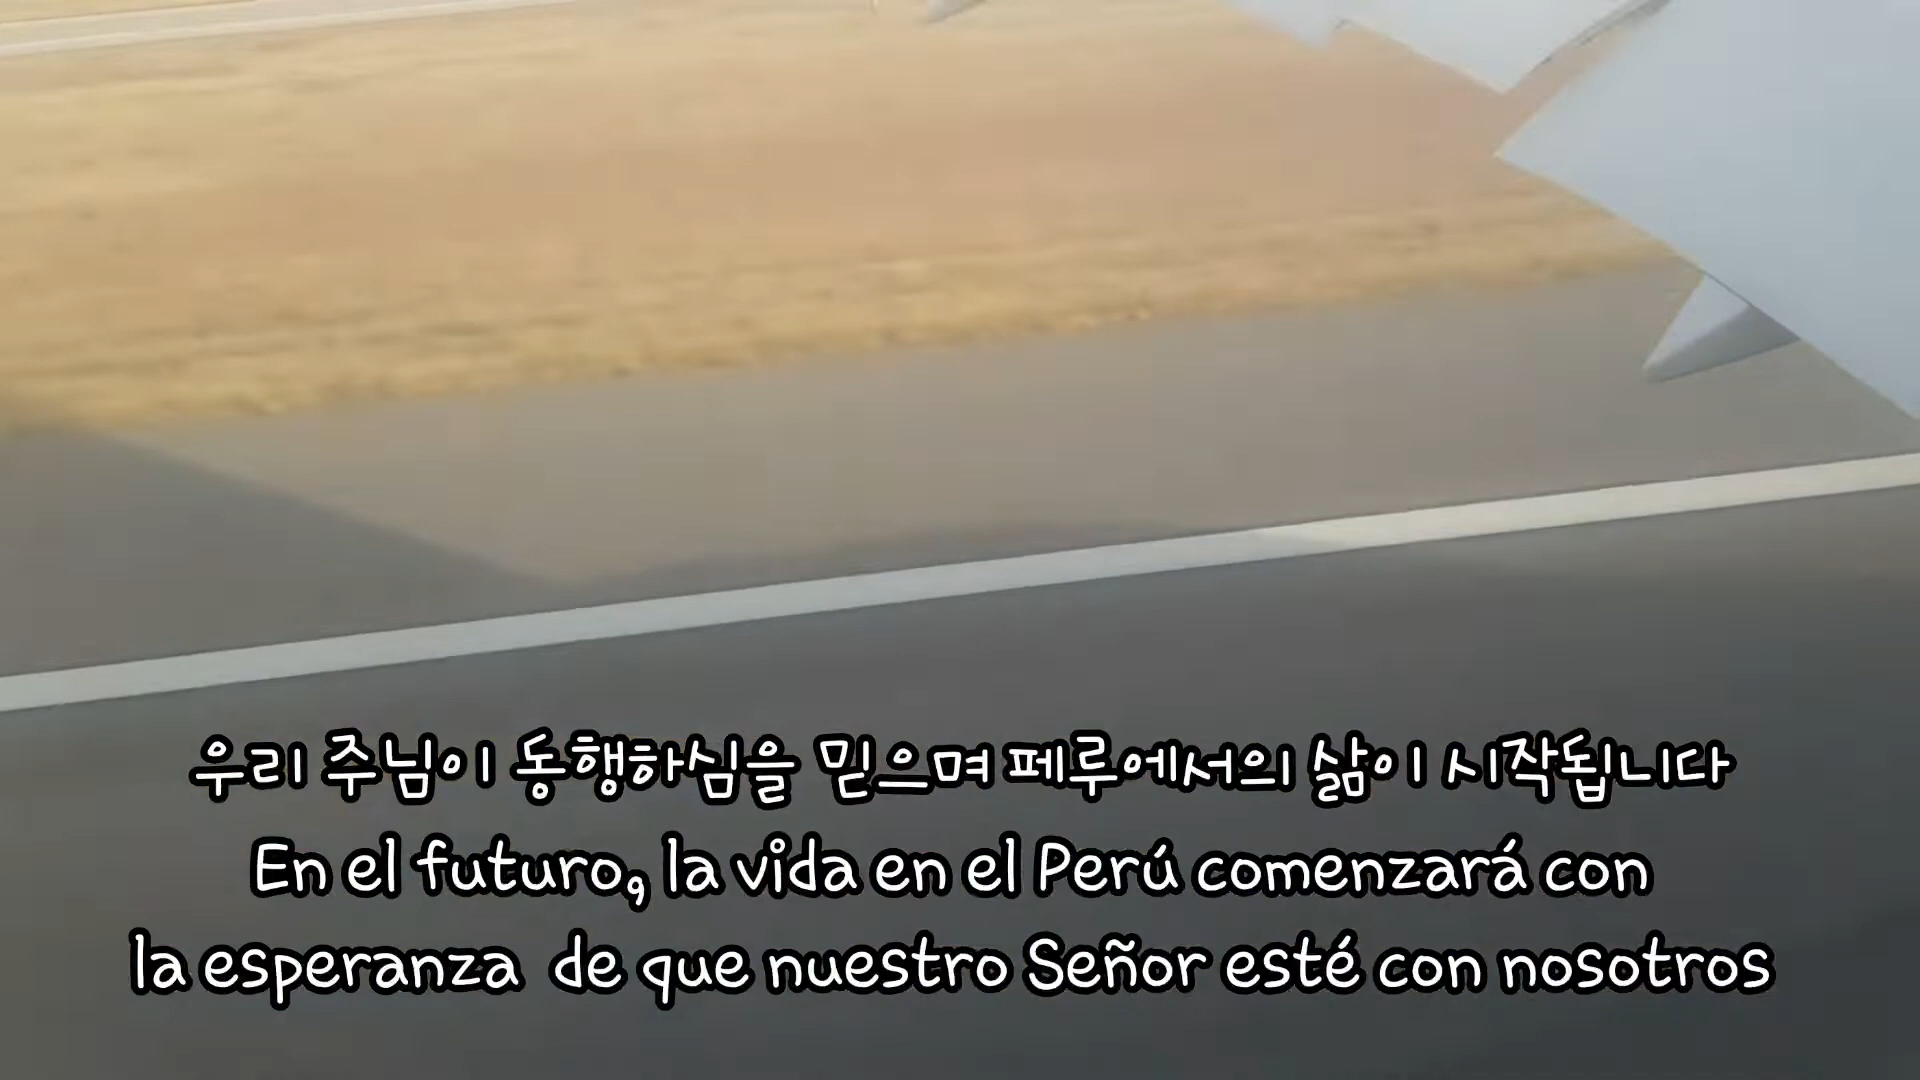 우리 주님이 동행하심을 믿으며 페루에서의 삶이 시작됩니다
En el futuro, la vida en el Perú comenzará con
la esperanza de que nuestro Señor esté con nosotros